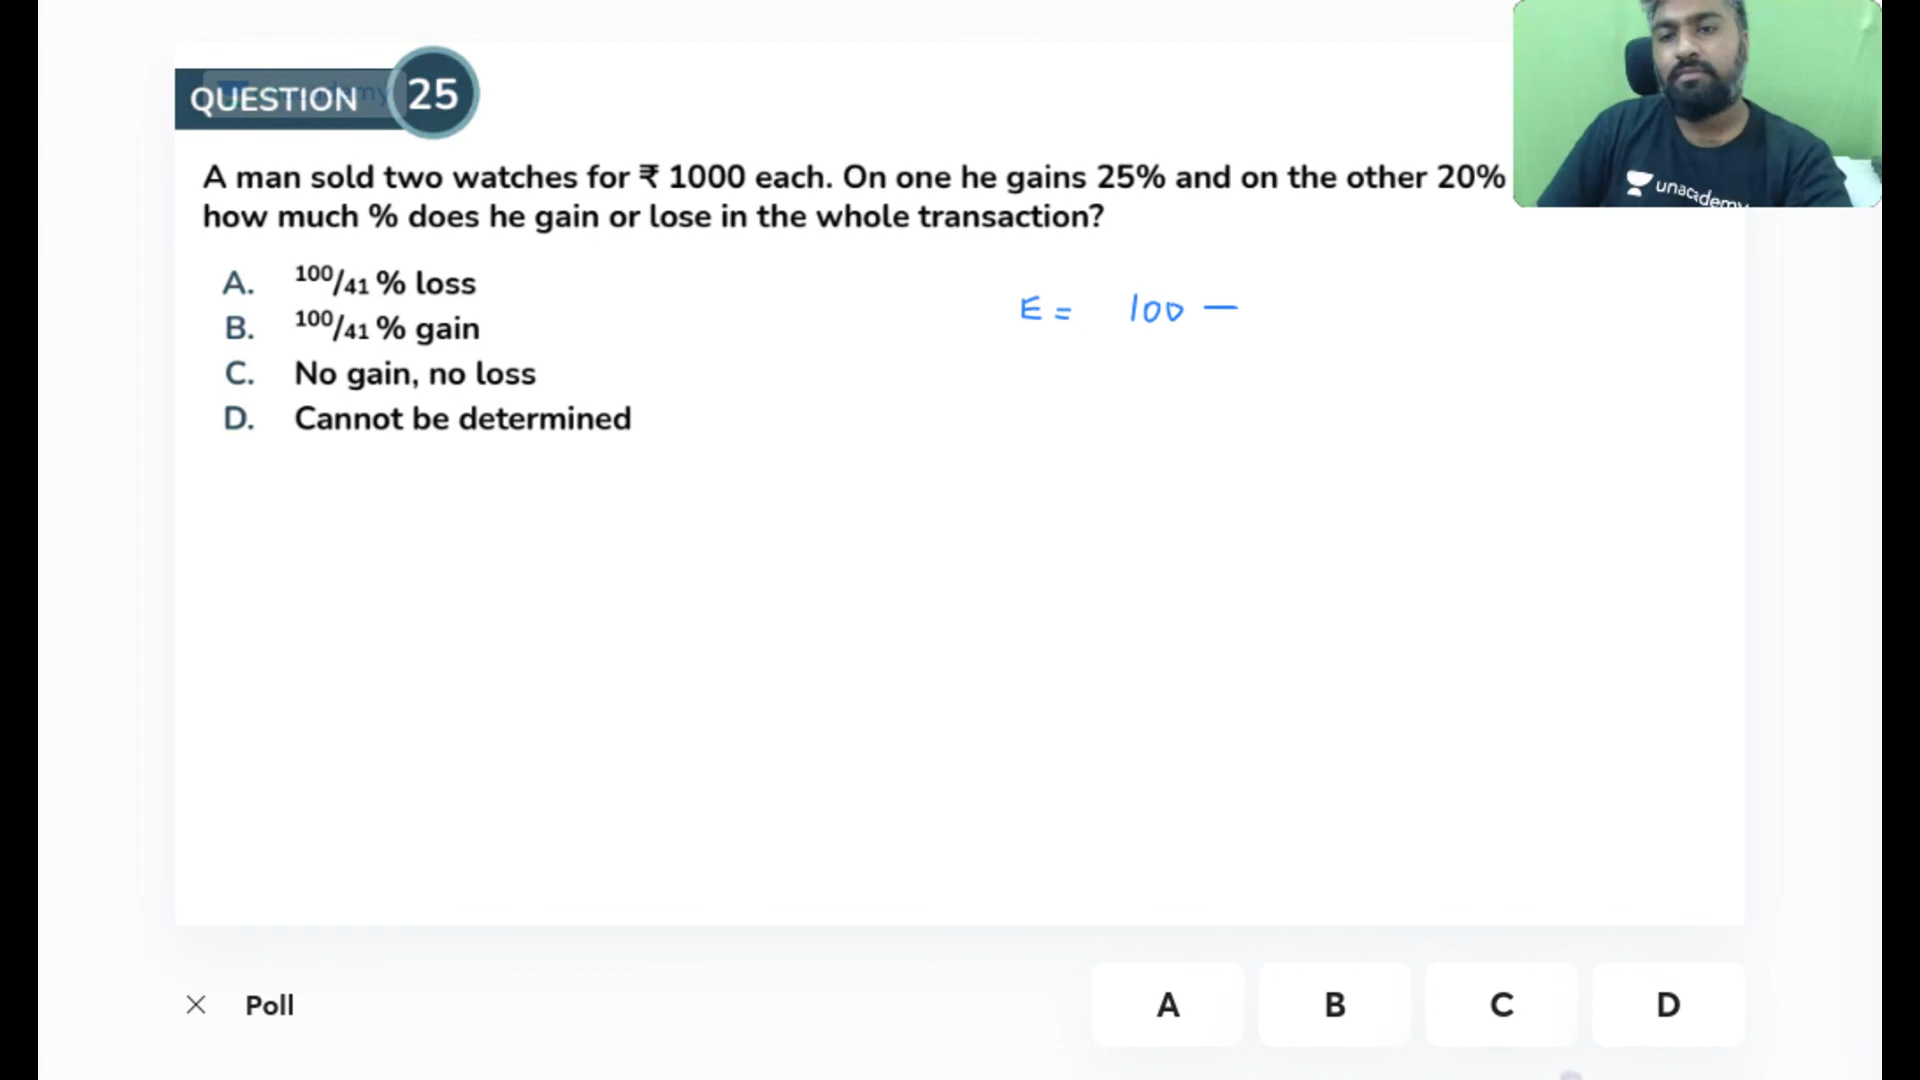 QUESTION 25
A man sold two watches for ₹ 1000 each. On one he gains 25% and on the other 20%
how much % does he gain or lose in the whole transaction?
A. ¹⁰⁰/₄₁ % loss
B. ¹⁰⁰/₄₁ % gain
C. No gain, no loss
D. Cannot be determined
E = 100 —
unacademy
× Poll
A B C D